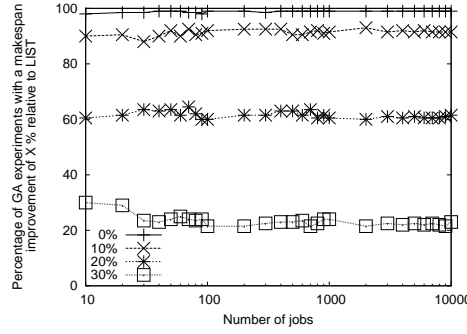 Percentage of GA experiments with a makespan
improvement of X % relative to LIST
100
80
60
40
20
0
0%
10%
20%
30%
10 100 1000 10000
Number of jobs